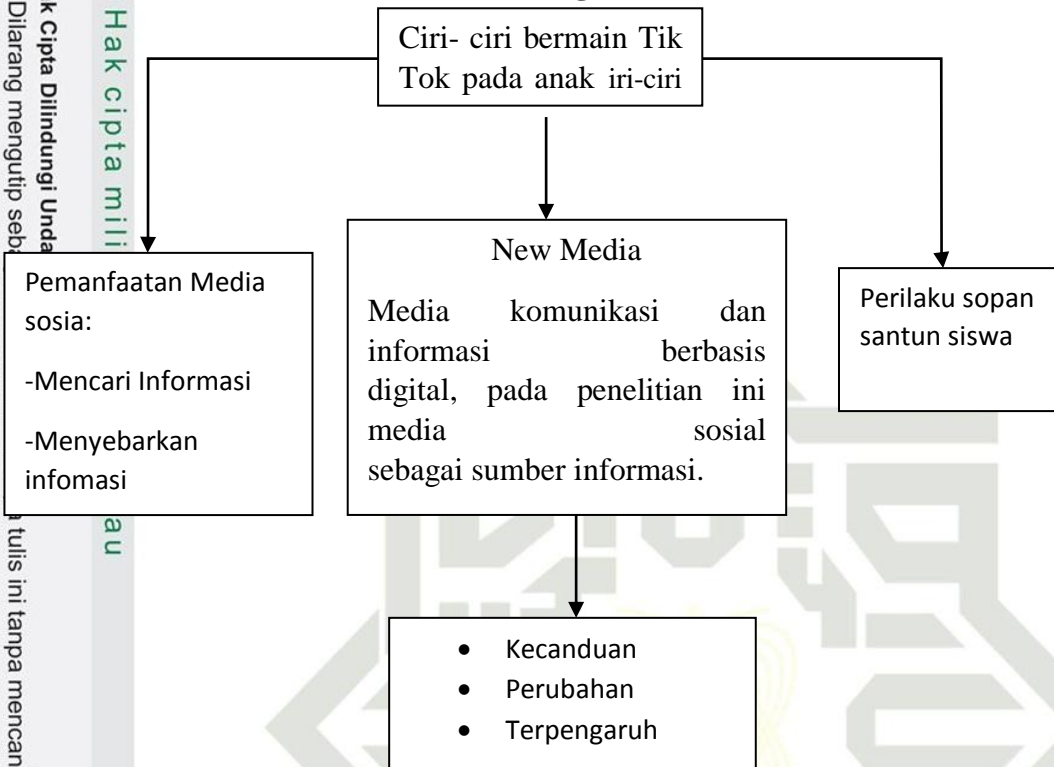 Ciri- ciri bermain Tik
Tok pada anak iri-ciri
Pemanfaatan Media
sosia:
-Mencari Informasi
-Menyebarkan
infomasi
New Media
Media komunikasi dan
informasi berbasis
digital, pada penelitian ini
media sosial
sebagai sumber informasi.
Perilaku sopan
santun siswa
• Kecanduan
• Perubahan
• Terpengaruh
Hak cipta mili
au
k Cipta Dilindungi Unda
Dilarang mengutip seba
tulis ini tanpa mencan